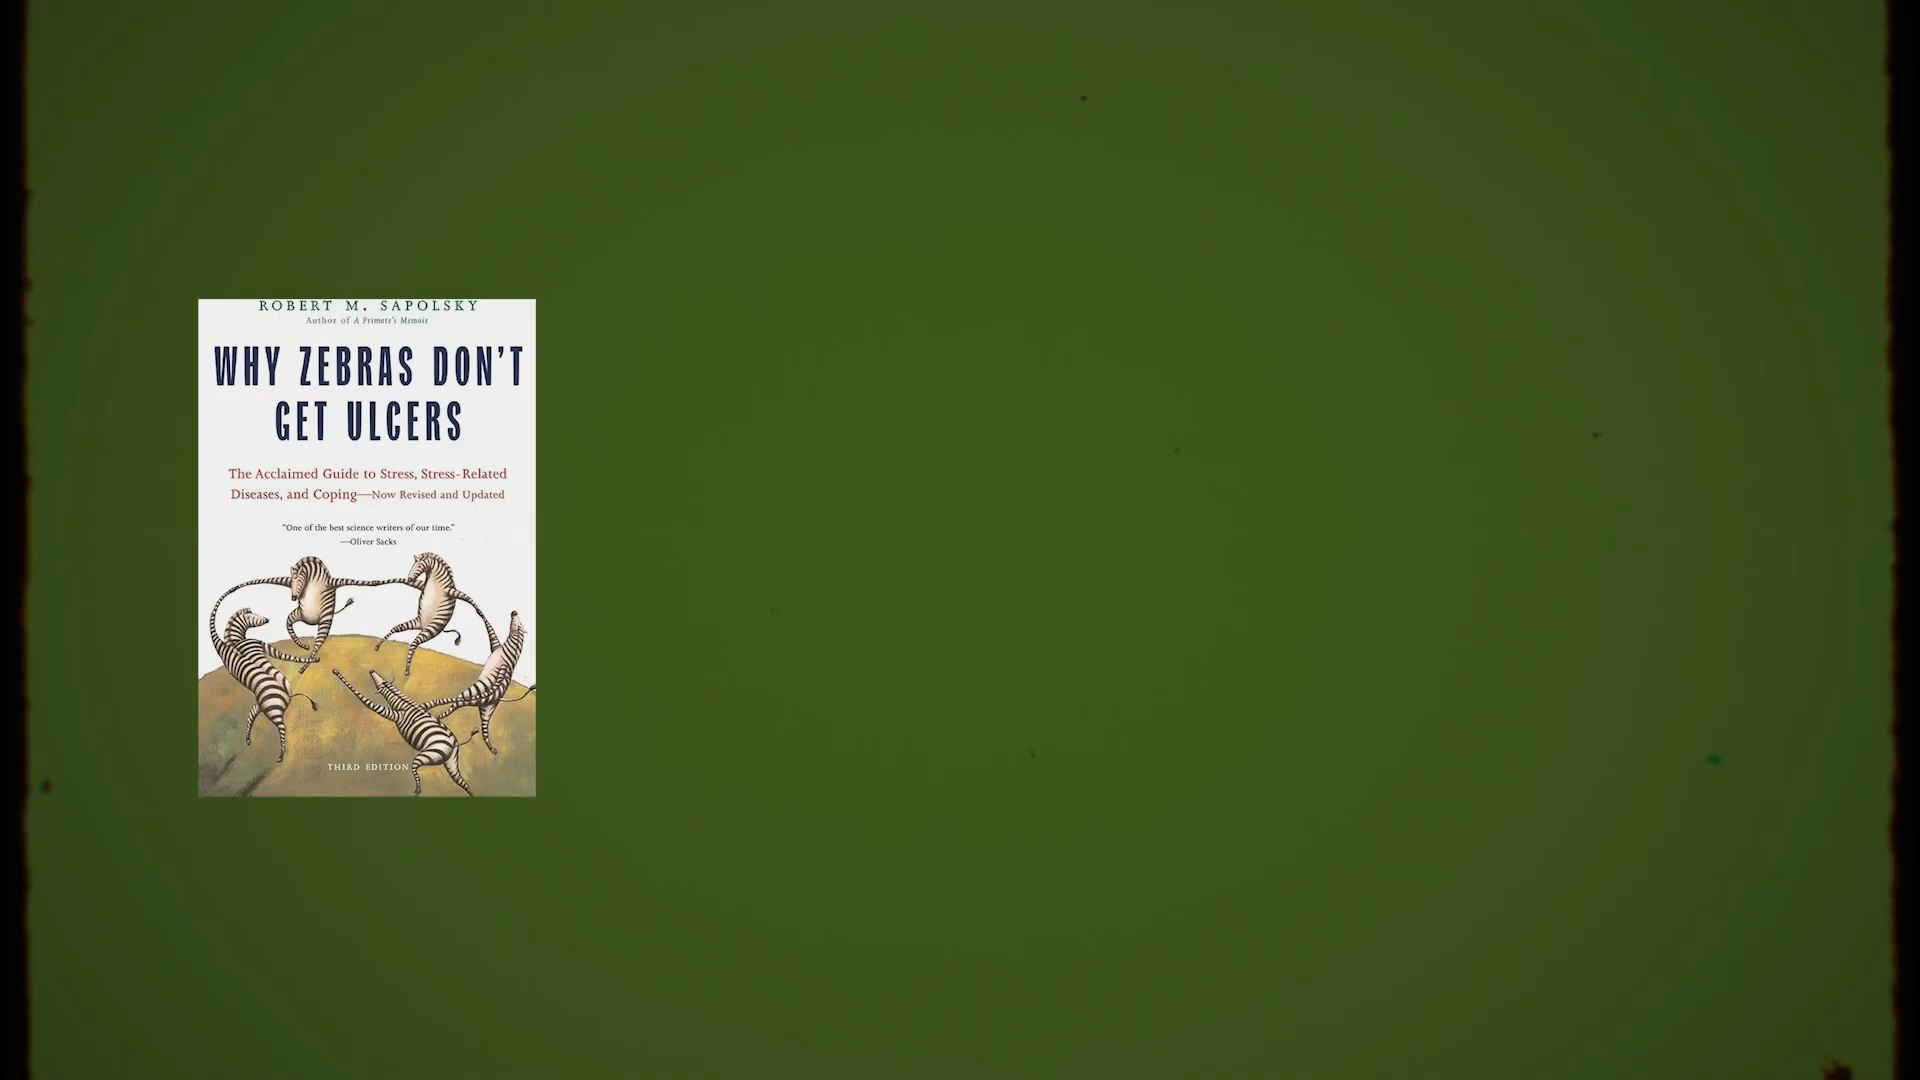 ROBERT M. SAPOLSKY
Author of A Primate's Memoir
WHY ZEBRAS DON'T
GET ULCERS
The Acclaimed Guide to Stress, Stress-Related
Diseases, and Coping—Now Revised and Updated
"One of the best science writers of our time."
—Oliver Sacks
THIRD EDITION